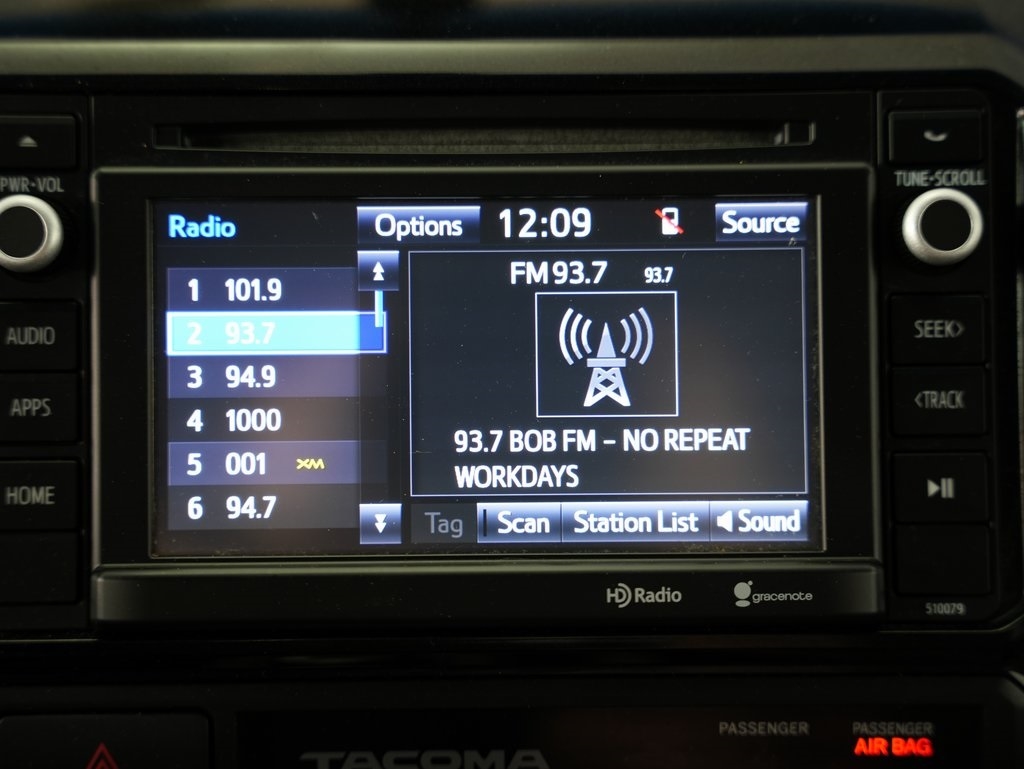 PWR•VOL
TUNE•SCROLL
Radio
Options
12:09
Source
1 101.9
2 93.7
3 94.9
4 1000
5 001 XM
6 94.7
FM 93.7 93.7
93.7 BOB FM – NO REPEAT
WORKDAYS
Tag
Scan
Station List
Sound
AUDIO
APPS
HOME
SEEK>
<TRACK
HD Radio
gracenote
510079
PASSENGER
PASSENGER
AIR BAG
TACOMA